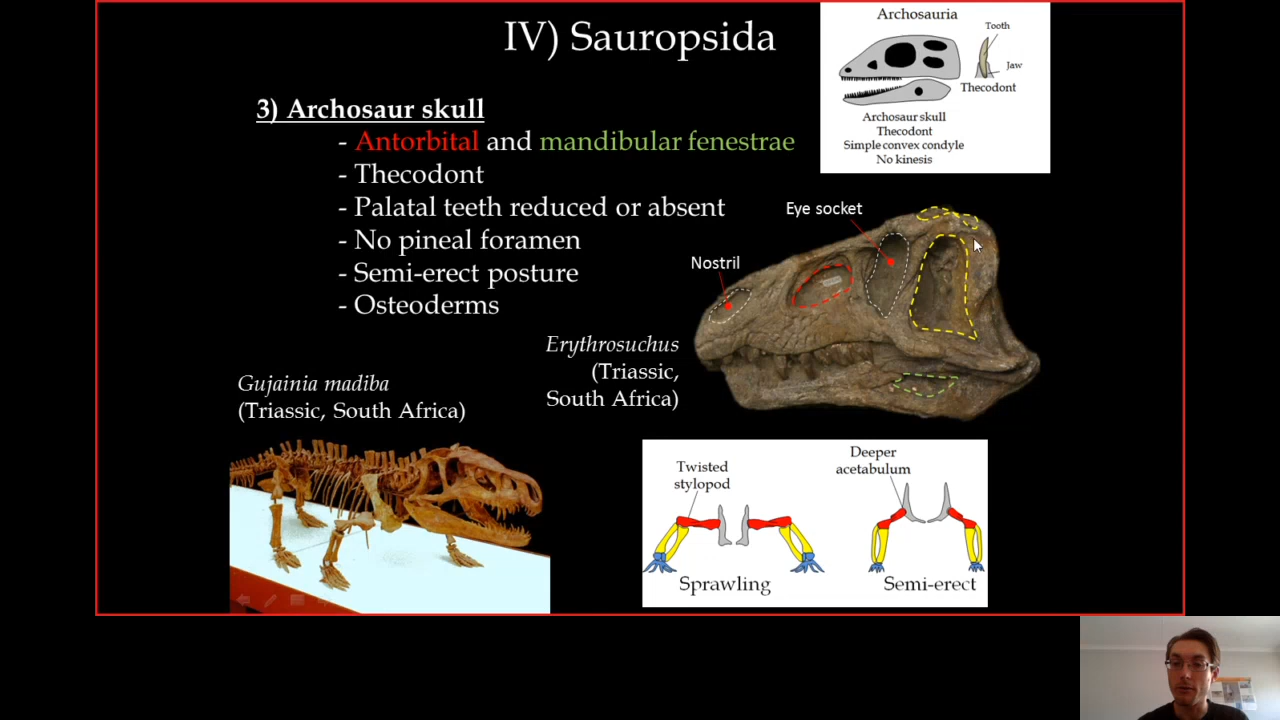 IV) Sauropsida
3) Archosaur skull
- Antorbital and mandibular fenestrae
- Thecodont
- Palatal teeth reduced or absent
- No pineal foramen
- Semi-erect posture
- Osteoderms
Archosauria
Tooth
Jaw
Thecodont
Archosaur skull
Thecodont
Simple convex condyle
No kinesis
Eye socket
Nostril
Erythrosuchus
(Triassic,
South Africa)
Gujainia madiba
(Triassic, South Africa)
Twisted
stylopod
Sprawling
Deeper
acetabulum
Semi-erect